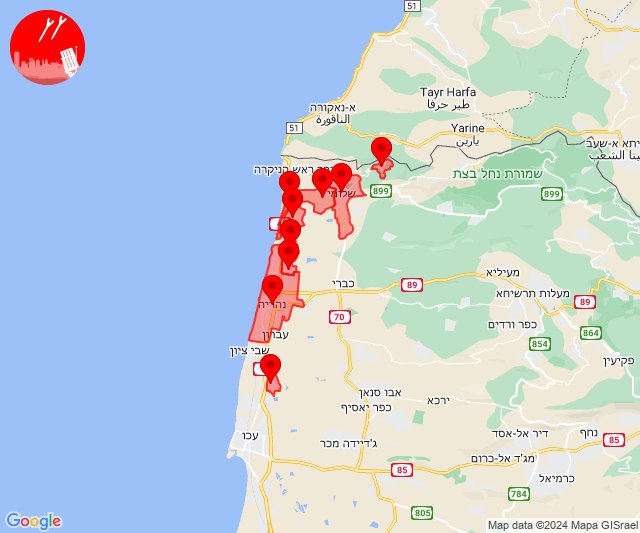 51
Tayr Harfa
طير حرفا
א-נאקורה
الناقورة
51
Yarine
يارين
יתא א-שעב
يتا الشعب
ראש הניקרה
שמורת נחל בצת
899
899
שלומי
כברי
89
מעיליא
מעלות תרשיחא
89
נהריה
70
כפר ורדים
864
עברון
854
שבי ציון
פקיעין
אבו סנאן
ירכא
כפר יאסיף
עכו
ג'דיידה מכר
דיר אל-אסד
נחף
85
מג'ד אל-כרום
85
כרמיאל
784
805
Google
Map data ©2024 Mapa GISrael